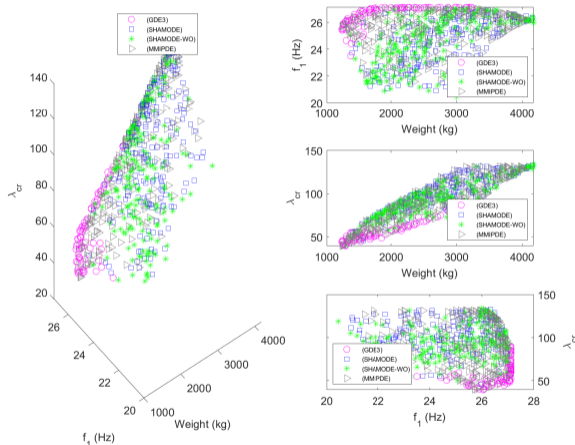 (GDE3)
(SHAMODE)
(SHAMODE-WO)
(MMIPDE)
140
120
100
80
60
40
20
λcr
26
24
22
20
f1 (Hz)
1000
2000
3000
4000
Weight (kg)
26
24
22
20
f1 (Hz)
(GDE3)
(SHAMODE)
(SHAMODE-WO)
(MMIPDE)
1000 2000 3000 4000
Weight (kg)
150
100
50
λcr
(GDE3)
(SHAMODE)
(SHAMODE-WO)
(MMIPDE)
1000 2000 3000 4000
Weight (kg)
150
100
50
λcr
(GDE3)
(SHAMODE)
(SHAMODE-WO)
(MMIPDE)
20 22 24 26 28
f1 (Hz)